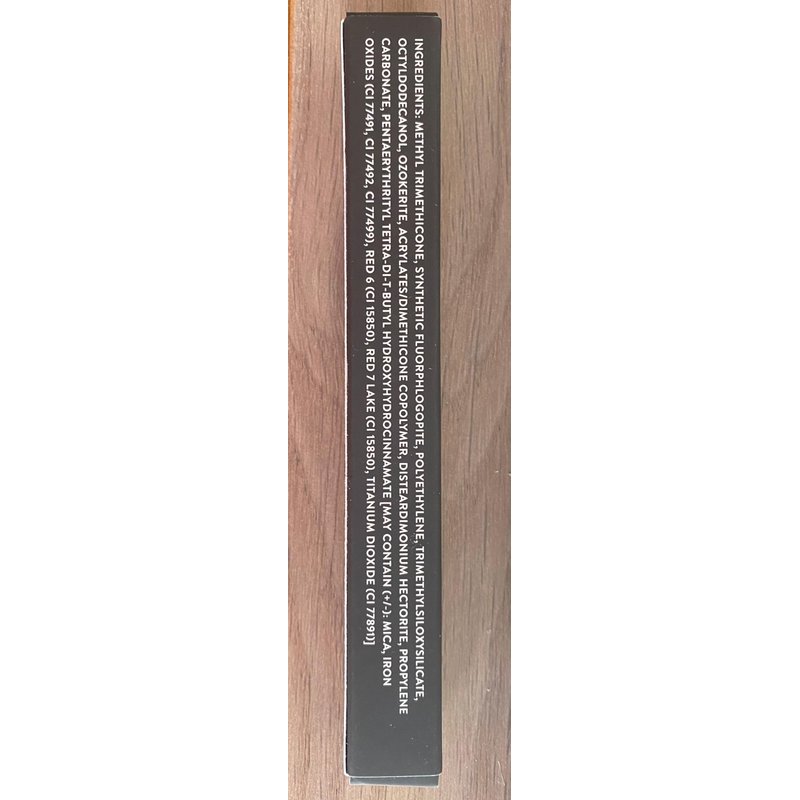 INGREDIENTS: METHYL TRIMETHICONE, SYNTHETIC FLUORPHLOGOPITE, POLYETHYLENE, TRIMETHYLSILOXYSILICATE,
OCTYLDODECANOL, OZOKERITE, ACRYLATES/DIMETHICONE COPOLYMER, DISTEARDIMONIUM HECTORITE, PROPYLENE
CARBONATE, PENTAERYTHRITYL TETRA-DI-T-BUTYL HYDROXYHYDROCINNAMATE [MAY CONTAIN (+/-): MICA, IRON
OXIDES (CI 77491, CI 77492, CI 77499), RED 6 (CI 15850), RED 7 LAKE (CI 15850), TITANIUM DIOXIDE (CI 77891)]